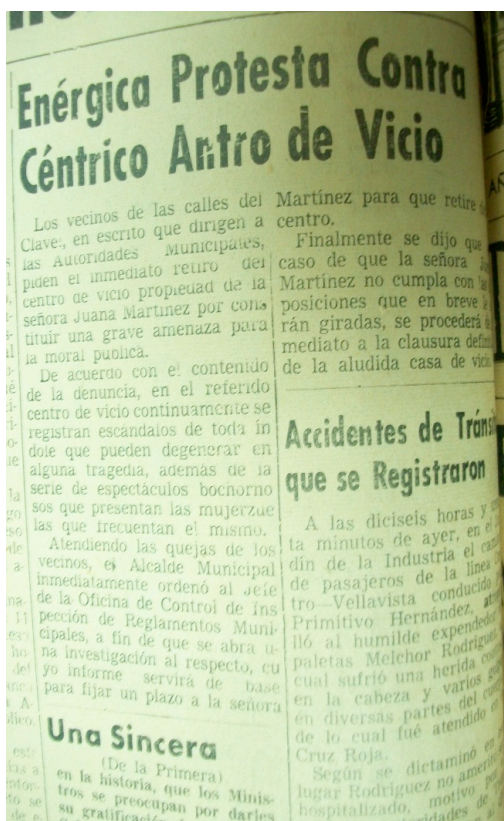 Enérgica Protesta Contra
Céntrico Antro de Vicio
Los vecinos de las calles del
Clavel, en escrito que dirigen a
las Autoridades Municipales,
piden el inmediato retiro del
centro de vicio propiedad de la
señora Juana Martínez por cons
tituir una grave amenaza para
la moral publica.
De acuerdo con el contenido
de la denuncia, en el referido
centro de vicio continuamente se
registran escándalos de toda in
dole que pueden degenerar en
alguna tragedia, además de la
serie de espectáculos bochorno
sos que presentan las mujerzue
las que frecuentan el mismo.
Atendiendo las quejas de los
vecinos, el Alcalde Municipal
inmediatamente ordenó al Jefe
de la Oficina de Control de Ins
pección de Reglamentos Muni
cipales, a fin de que se abra u-
na investigación al respecto, cu
yo informe servirá de base
para fijar un plazo a la señora
Martínez para que retire
centro.
Finalmente se dijo que
caso de que la señora
Martínez no cumpla con las
posiciones que en breve
rán giradas, se procederá
mediato a la clausura defin
de la aludida casa de vicio
Accidentes de Tráns
que se Registraron
A las diciseis horas y
ta minutos de ayer, en el
dín de la Industria el
de pasajeros de la línea
tro—Vellavista conducido
Primitivo Hernández,
lló al humilde expendedor
paletas Melchor Rodríguez
cual sufrió una herida
en la cabeza y varios
en diversas partes del
de lo cual fué atendido
Cruz Roja.
Según se dictaminó en
lugar Rodríguez no
hospitalizado, motivo
Una Sincera
(De la Primera)
en la historia, que los Minis-
tros se preocupan por darles
su